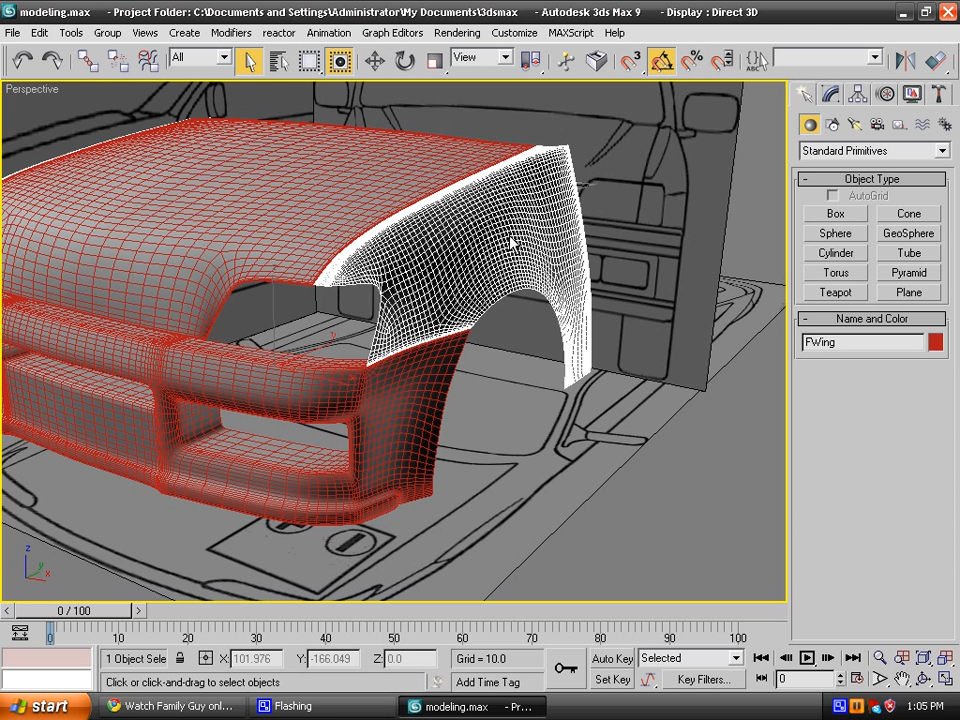 modeling.max - Project Folder: C:\Documents and Settings\Administrator\My Documents\3dsmax - Autodesk 3ds Max 9 - Display : Direct 3D
File Edit Tools Group Views Create Modifiers reactor Animation Graph Editors Rendering Customize MAXScript Help
All View
Perspective
Standard Primitives
- Object Type
AutoGrid
Box Cone
Sphere GeoSphere
Cylinder Tube
Torus Pyramid
Teapot Plane
- Name and Color
FWing
z
y
x
< 0 / 100 >
0 10 20 30 40 50 60 70 80 90 100
1 Object Sele X: 101.976 Y: -166.049 Z: 0.0 Grid = 10.0 Auto Key Selected
Click or click-and-drag to select objects Add Time Tag Set Key Key Filters... 0
start Watch Family Guy onl... Flashing modeling.max - Pr... 1:05 PM